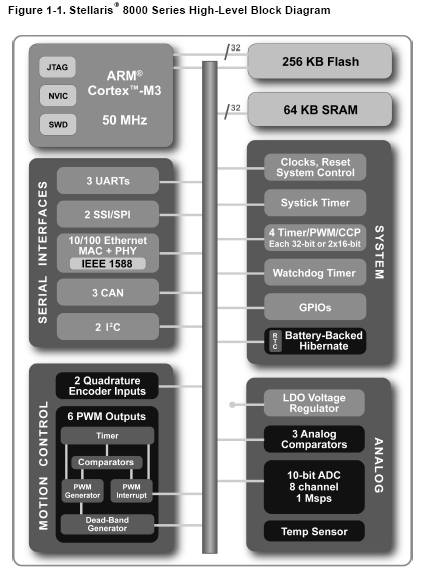 Figure 1-1. Stellaris® 8000 Series High-Level Block Diagram
JTAG
NVIC
SWD
ARM®
Cortex™-M3
50 MHz
32
256 KB Flash
32
64 KB SRAM
SERIAL INTERFACES
3 UARTs
2 SSI/SPI
10/100 Ethernet
MAC + PHY
IEEE 1588
3 CAN
2 I²C
SYSTEM
Clocks, Reset
System Control
Systick Timer
4 Timer/PWM/CCP
Each 32-bit or 2x16-bit
Watchdog Timer
GPIOs
RTC
Battery-Backed
Hibernate
MOTION CONTROL
2 Quadrature
Encoder Inputs
6 PWM Outputs
Timer
Comparators
PWM
Generator
PWM
Interrupt
Dead-Band
Generator
ANALOG
LDO Voltage
Regulator
3 Analog
Comparators
10-bit ADC
8 channel
1 Msps
Temp Sensor